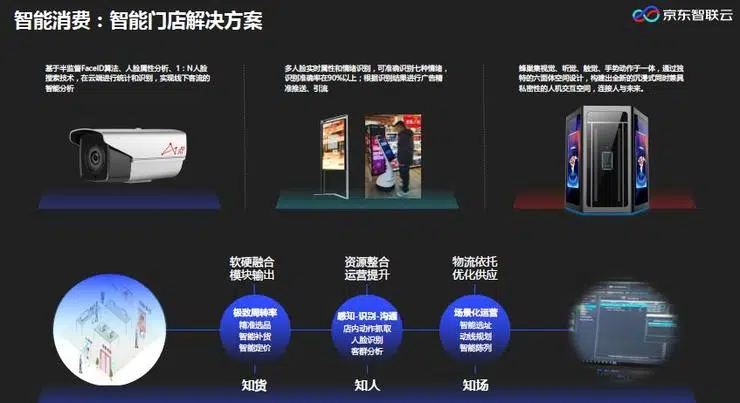 智能消费：智能门店解决方案
京东智联云
基于半监督FaceID算法、人脸属性分析、1：N人脸
搜索技术，在云端进行统计和识别，实现线下客流的
智能分析
多人脸实时属性和情绪识别，可准确识别七种情绪，
识别准确率在90%以上；根据识别结果进行广告精
准推送、引流
蜂巢集视觉、听觉、触觉、手势动作于一体，通过独
特的六面体空间设计，构建出全新的沉浸式同时兼具
私密性的人机交互空间，连接人与未来。
软硬融合
模块输出
资源整合
运营提升
物流依托
优化供应
极致周转率
精准选品
智能补货
智能定价
感知·识别·沟通
店内动作抓取
人脸识别
客群分析
场景化运营
智能选址
动线规划
智能陈列
知货
知人
知场